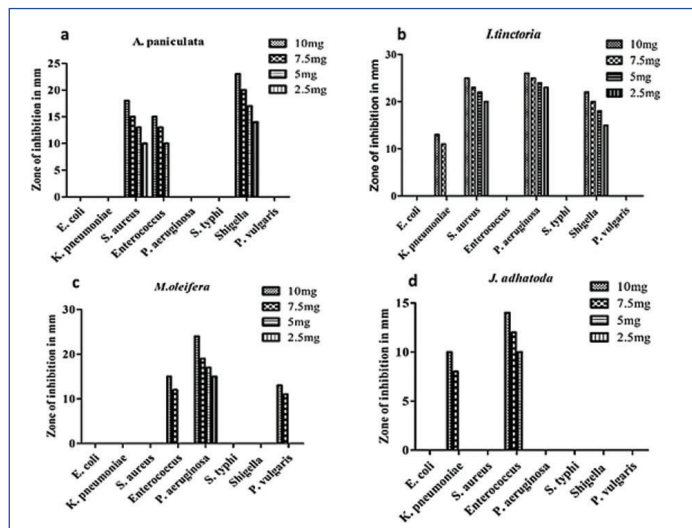 a
A. paniculata
10mg
7.5mg
5mg
2.5mg
Zone of inhibition in mm
25
20
15
10
5
0
E. coli
K. pneumoniae
S. aureus
Enterococcus
P. aeruginosa
S. typhi
Shigella
P. vulgaris
b
I.tinctoria
10mg
7.5mg
5mg
2.5mg
Zone of inhibition in mm
30
20
10
0
E. coli
K. pneumoniae
S. aureus
Enterococcus
P. aeruginosa
S. typhi
Shigella
P. vulgaris
c
M.oleifera
10mg
7.5mg
5mg
2.5mg
Zone of inhibition in mm
30
20
10
0
E. coli
K. pneumoniae
S. aureus
Enterococcus
P. aeruginosa
S. typhi
Shigella
P. vulgaris
d
J. adhatoda
10mg
7.5mg
5mg
2.5mg
Zone of inhibition in mm
15
10
5
0
E. coli
K. pneumoniae
S. aureus
Enterococcus
P. aeruginosa
S. typhi
Shigella
P. vulgaris